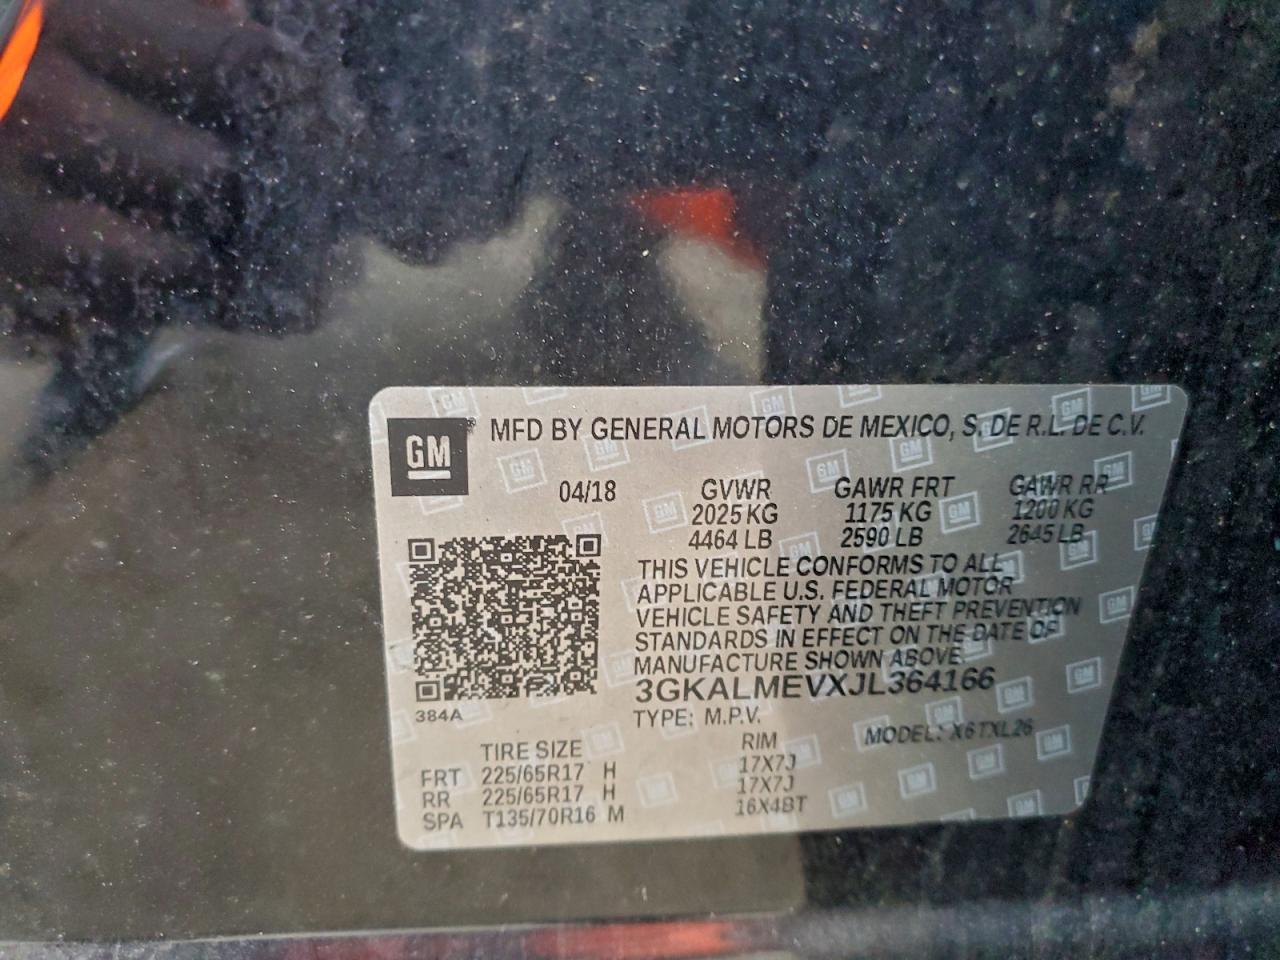 GM® MFD BY GENERAL MOTORS DE MEXICO, S. DE R.L. DE C.V.
04/18 GVWR GAWR FRT GAWR RR
2025 KG 1175 KG 1200 KG
4464 LB 2590 LB 2645 LB
THIS VEHICLE CONFORMS TO ALL
APPLICABLE U.S. FEDERAL MOTOR
VEHICLE SAFETY AND THEFT PREVENTION
STANDARDS IN EFFECT ON THE DATE OF
MANUFACTURE SHOWN ABOVE.
3GKALMEVXJL364166
384A TYPE: M.P.V. MODEL: X6TXL26
TIRE SIZE RIM
FRT 225/65R17 H 17X7J
RR 225/65R17 H 17X7J
SPA T135/70R16 M 16X4BT